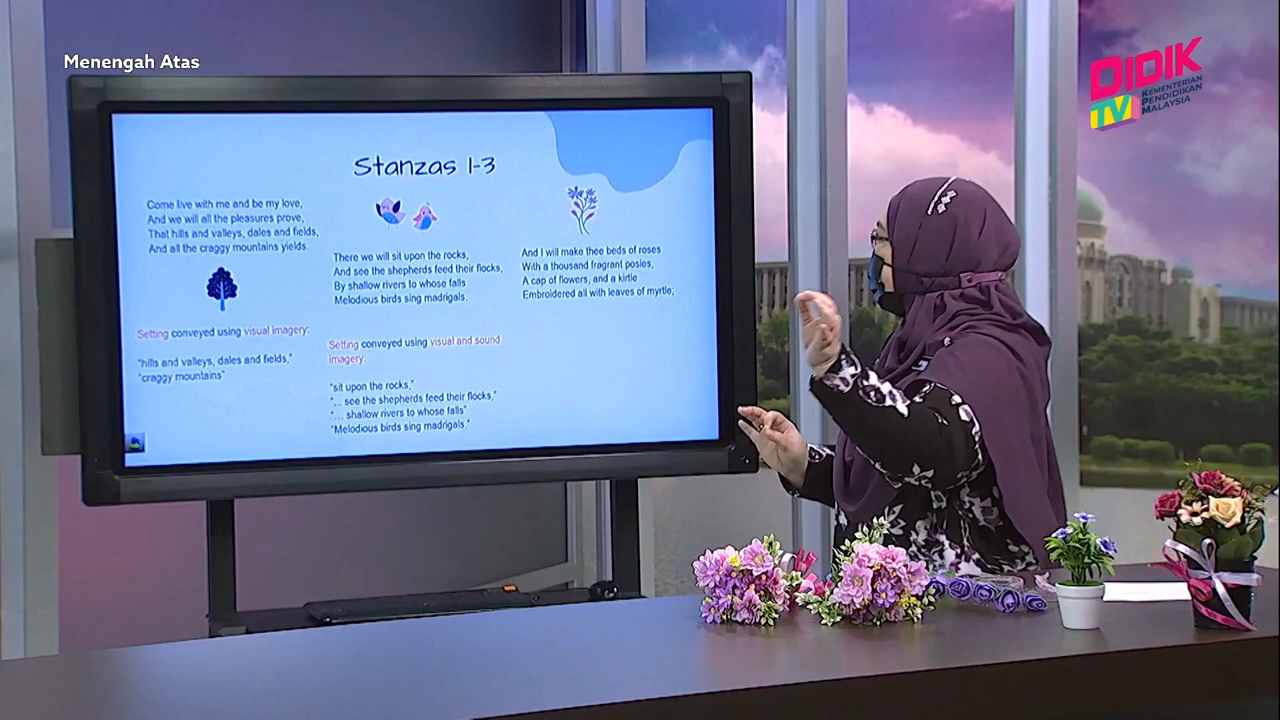 Menengah Atas
DIDIK
TV
KEMENTERIAN
PENDIDIKAN
MALAYSIA
Stanzas 1-3
Come live with me and be my love,
And we will all the pleasures prove,
That hills and valleys, dales and fields,
And all the craggy mountains yields.
Setting conveyed using visual imagery:
"hills and valleys, dales and fields,"
"craggy mountains"
There we will sit upon the rocks,
And see the shepherds feed their flocks,
By shallow rivers to whose falls
Melodious birds sing madrigals.
Setting conveyed using visual and sound
imagery:
"sit upon the rocks,"
"... see the shepherds feed their flocks,"
"... shallow rivers to whose falls"
"Melodious birds sing madrigals."
And I will make thee beds of roses
With a thousand fragrant posies,
A cap of flowers, and a kirtle
Embroidered all with leaves of myrtle;